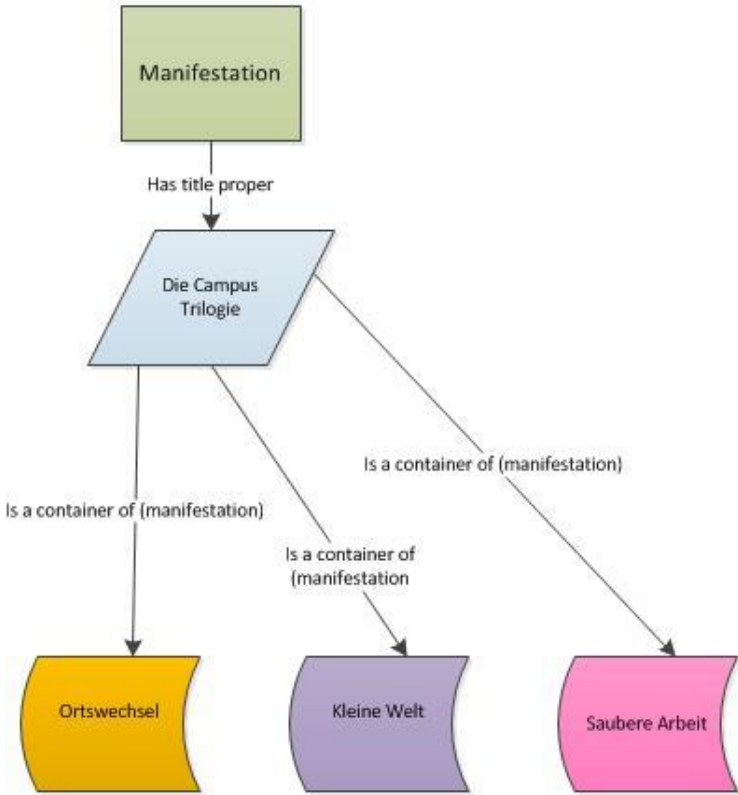 Manifestation
Has title proper
Die Campus
Trilogie
Is a container of (manifestation)
Is a container of (manifestation)
Is a container of
(manifestation
Ortswechsel
Kleine Welt
Saubere Arbeit